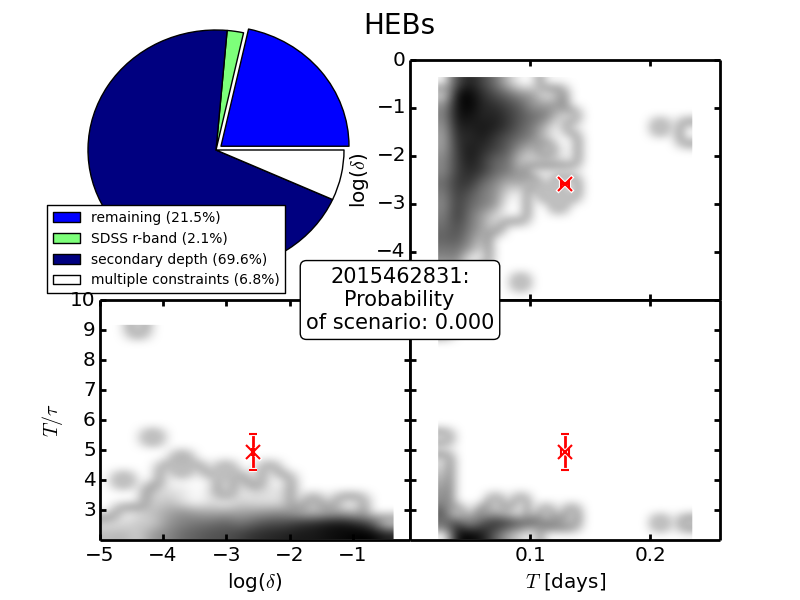 HEBs
remaining (21.5%)
SDSS r-band (2.1%)
secondary depth (69.6%)
multiple constraints (6.8%)
log(δ)
0
−1
−2
−3
−4
2015462831:
Probability
of scenario: 0.000
T/τ
10
9
8
7
6
5
4
3
−5 −4 −3 −2 −1
log(δ)
0.1 0.2
T [days]